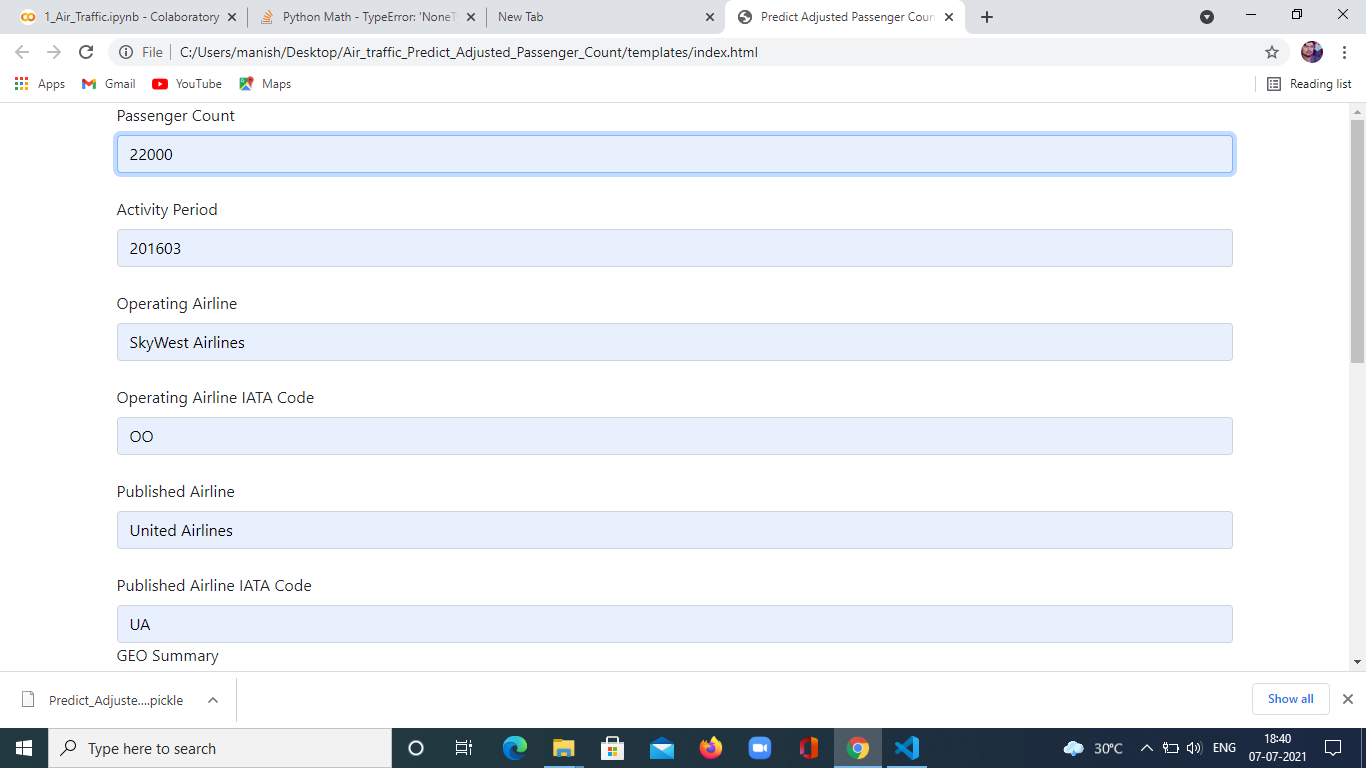 1_Air_Traffic.ipynb - Colaboratory
Python Math - TypeError: 'NoneT
New Tab
Predict Adjusted Passenger Coun
File
C:/Users/manish/Desktop/Air_traffic_Predict_Adjusted_Passenger_Count/templates/index.html
Apps
Gmail
YouTube
Maps
Reading list
Passenger Count
22000
Activity Period
201603
Operating Airline
SkyWest Airlines
Operating Airline IATA Code
OO
Published Airline
United Airlines
Published Airline IATA Code
UA
GEO Summary
Predict_Adjuste....pickle
Show all
Type here to search
30°C
ENG
18:40
07-07-2021